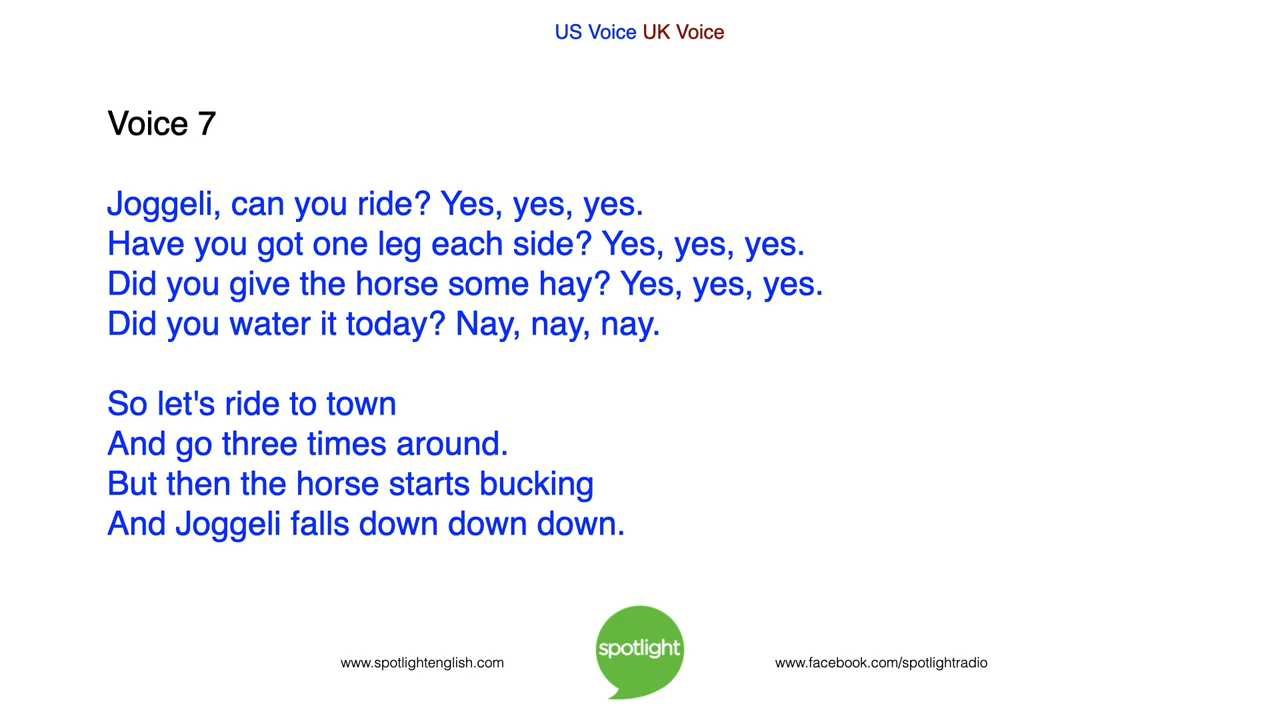 US Voice UK Voice
Voice 7
Joggeli, can you ride? Yes, yes, yes.
Have you got one leg each side? Yes, yes, yes.
Did you give the horse some hay? Yes, yes, yes.
Did you water it today? Nay, nay, nay.
So let's ride to town
And go three times around.
But then the horse starts bucking
And Joggeli falls down down down.
www.spotlightenglish.com
spotlight
www.facebook.com/spotlightradio